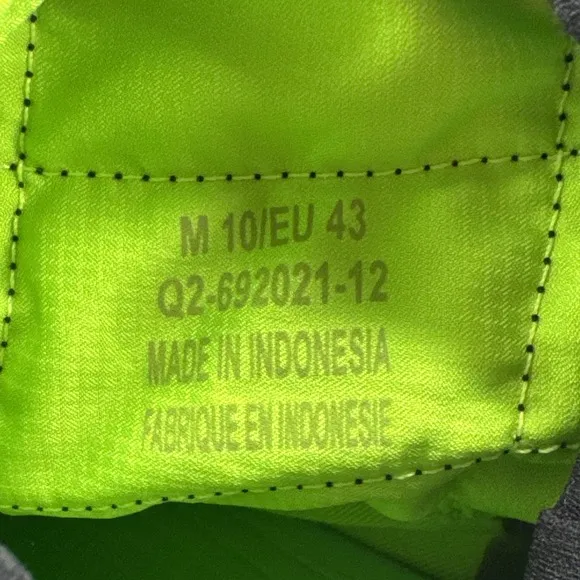 M 10/EU 43
Q2-692021-12
MADE IN INDONESIA
FABRIQUE EN INDONESIE